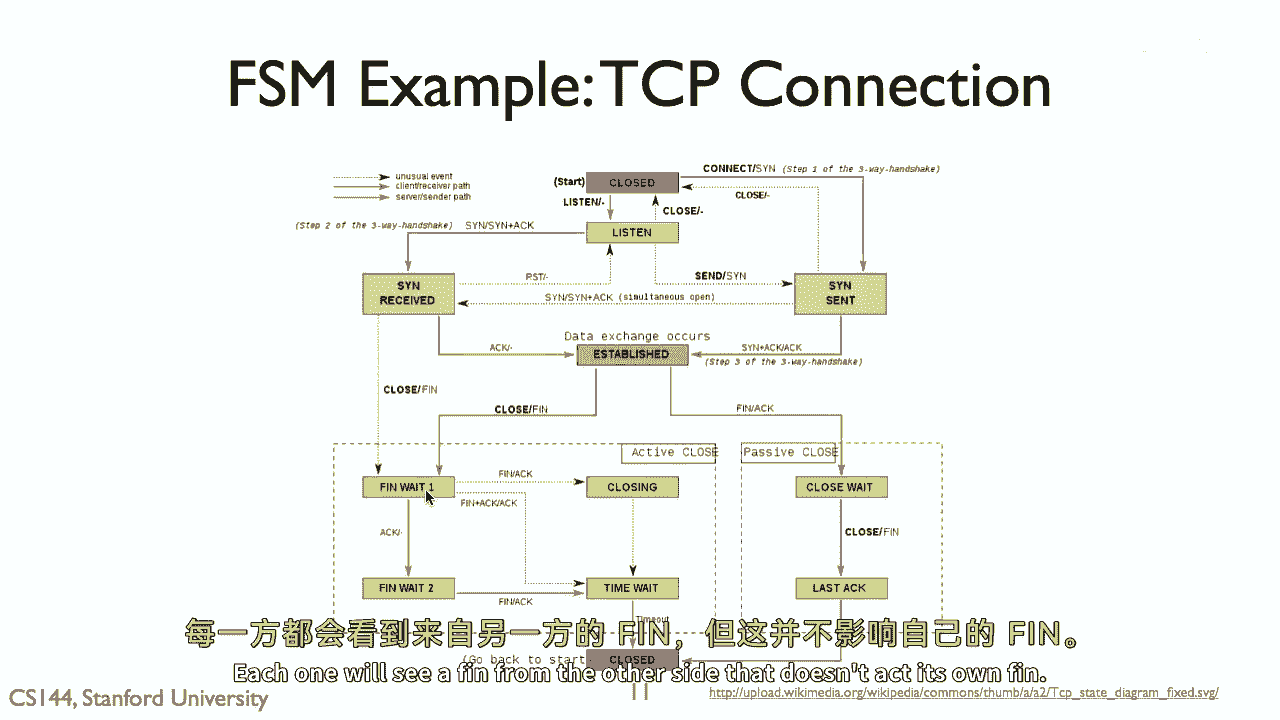 FSM Example: TCP Connection
unusual event
client/receiver path
server/sender path
(Start)
CLOSED
CONNECT/SYN (Step 1 of the 3-way-handshake)
CLOSE/-
LISTEN/-
CLOSE/-
(Step 2 of the 3-way-handshake) SYN/SYN+ACK
LISTEN
RST/-
SEND/SYN
SYN
RECEIVED
SYN
SENT
SYN/SYN+ACK (simultaneous open)
Data exchange occurs
ACK/-
ESTABLISHED
SYN+ACK/ACK
(Step 3 of the 3-way-handshake)
CLOSE/FIN
CLOSE/FIN
FIN/ACK
Active CLOSE
Passive CLOSE
FIN WAIT 1
FIN/ACK
CLOSING
CLOSE WAIT
FIN+ACK/ACK
ACK/-
CLOSE/FIN
FIN WAIT 2
FIN/ACK
TIME WAIT
LAST ACK
Timeout
每一方都会看到来自另一方的 FIN，但这并不影响自己的 FIN。
(Go back to start
CLOSED
Each one will see a fin from the other side that doesn't act its own fin.
CS144, Stanford University
http://upload.wikimedia.org/wikipedia/commons/thumb/a/a2/Tcp_state_diagram_fixed.svg/